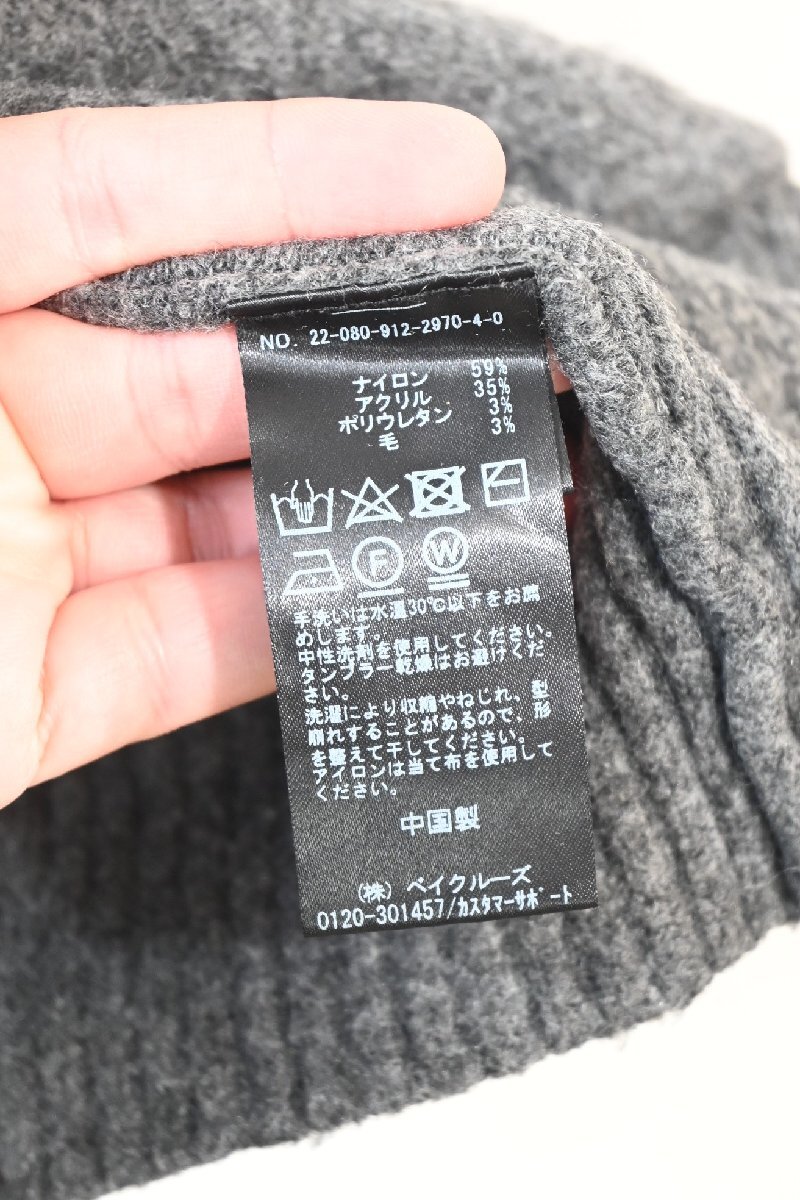 NO. 22-080-912-2970-4-0
ナイロン 59%
アクリル 35%
ポリウレタン 3%
毛 3%
F W
手洗いは水温30℃以下をお薦
めします。
中性洗剤を使用してください。
タンブラー乾燥はお避けくだ
さい。
洗濯により収縮やねじれ、型
崩れすることがあるので、形
を整えて干してください。
アイロンは当て布を使用して
ください。
中国製
(株) ベイクルーズ
0120-301457/カスタマーサポート